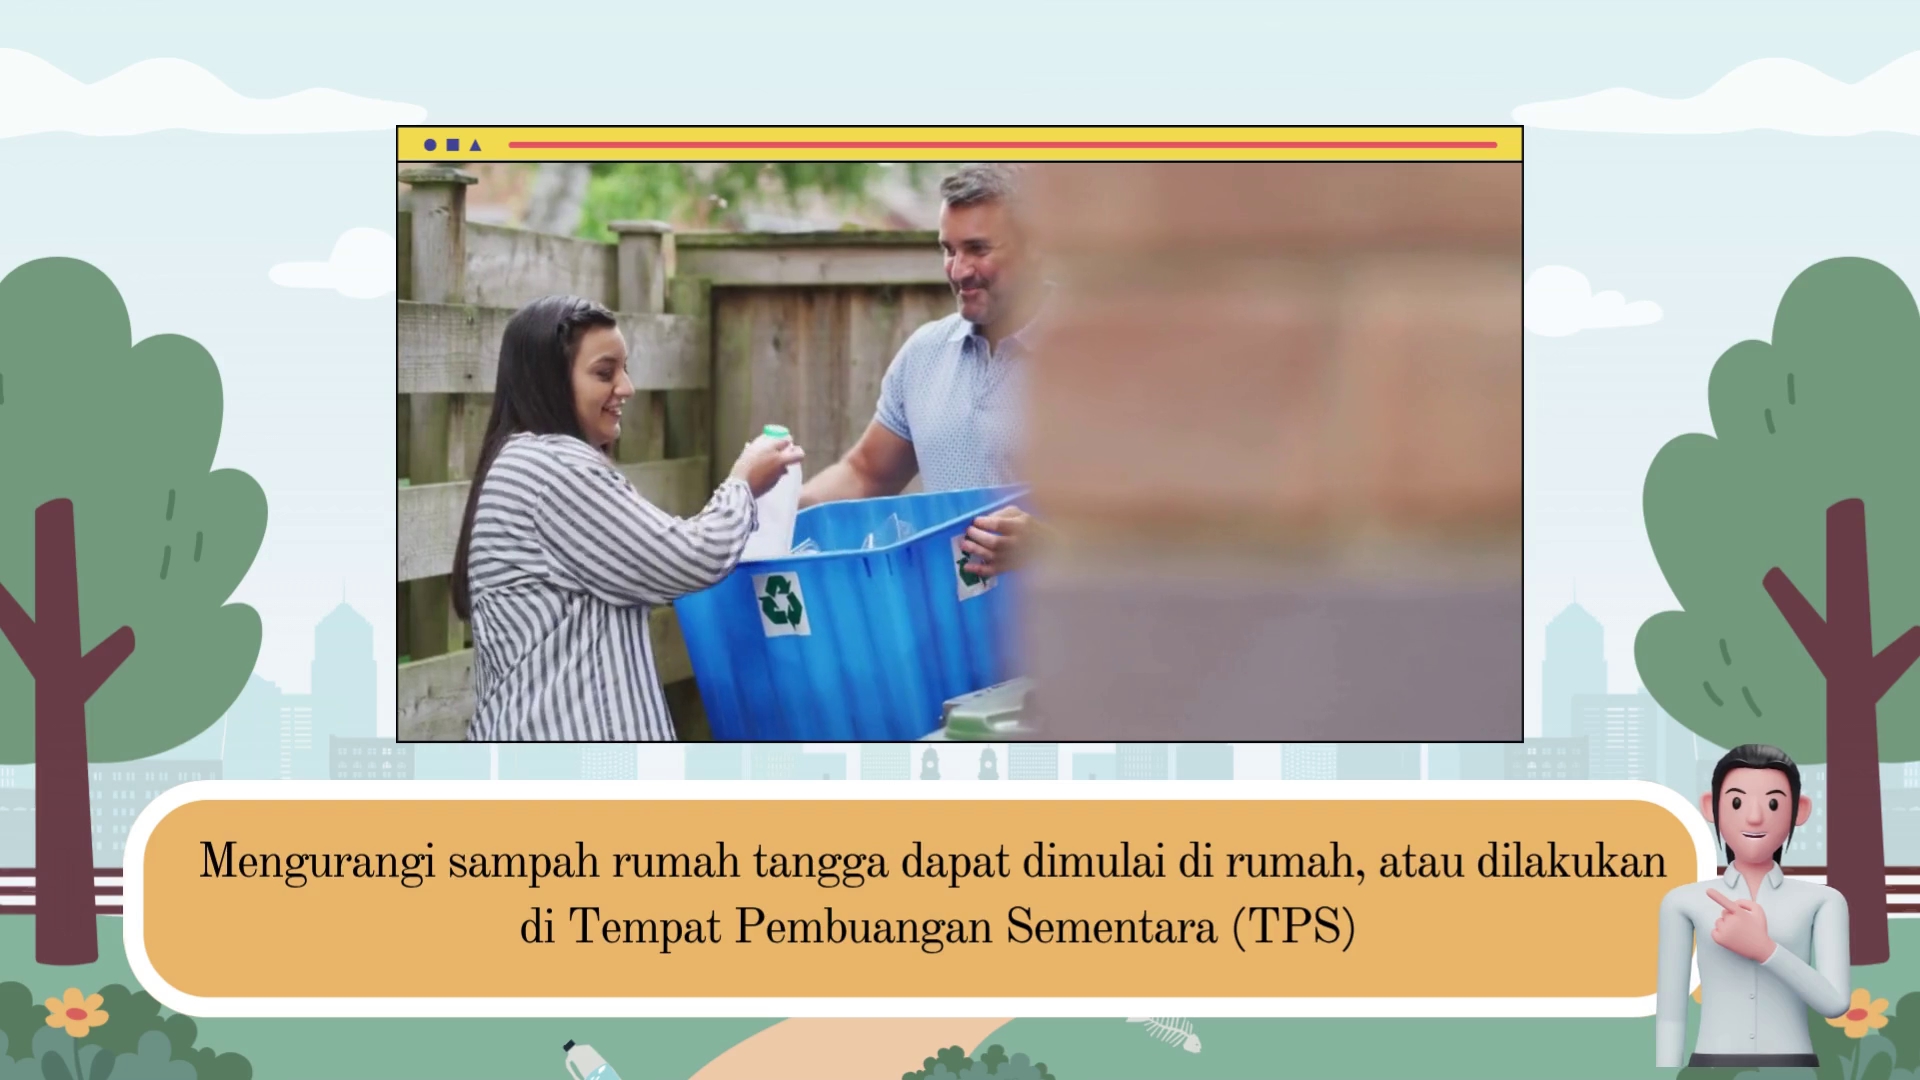 Mengurangi sampah rumah tangga dapat dimulai di rumah, atau dilakukan
di Tempat Pembuangan Sementara (TPS)